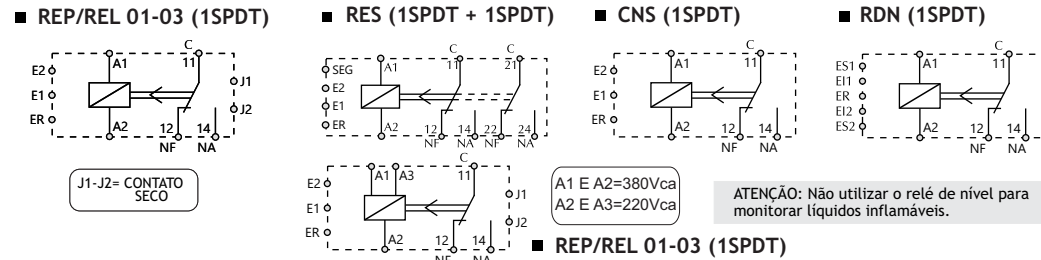 ■ REP/REL 01-03 (1SPDT)
C
A1 11
E2
E1
ER
J1
J2
A2 12 14
NF NA
J1-J2= CONTATO
SECO
■ RES (1SPDT + 1SPDT)
C C
A1 11 21
SEG
E2
E1
ER
A2 12 14 22 24
NF NA NF NA
C
A1 A3 11
E2
E1
ER
J1
J2
A2 12 14
NF NA
A1 E A2=380Vca
A2 E A3=220Vca
■ REP/REL 01-03 (1SPDT)
■ CNS (1SPDT)
C
A1 11
E2
E1
ER
A2 12 14
NF NA
■ RDN (1SPDT)
C
A1 11
ES1
EI1
ER
EI2
ES2
A2 12 14
NF NA
ATENÇÃO: Não utilizar o relé de nível para
monitorar líquidos inflamáveis.